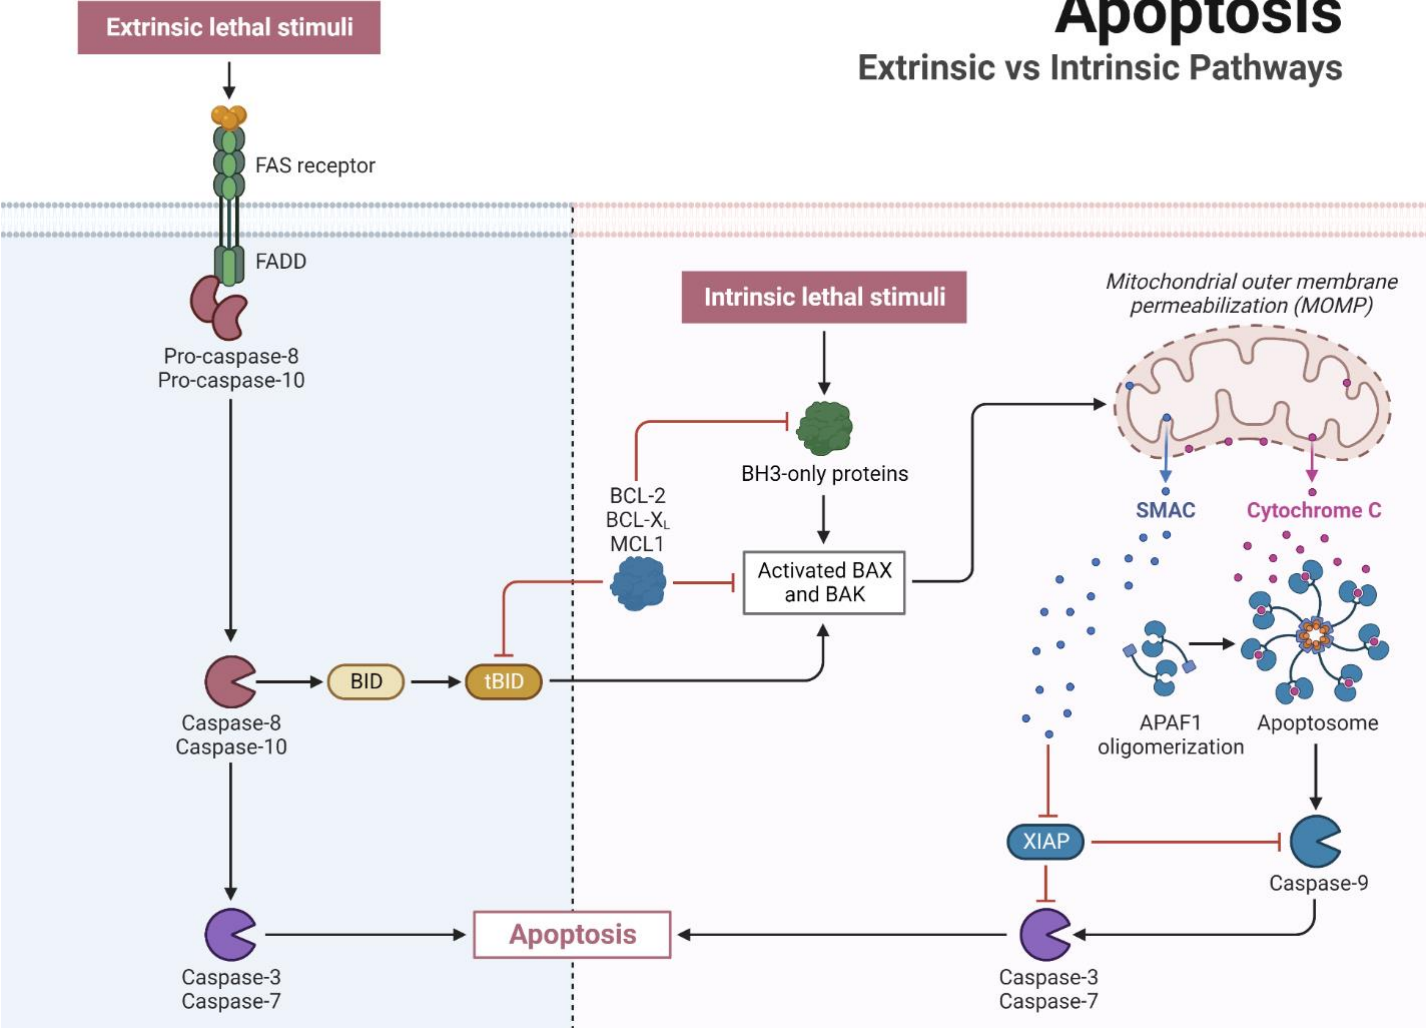 Apoptosis
Extrinsic vs Intrinsic Pathways
Extrinsic lethal stimuli
FAS receptor
FADD
Pro-caspase-8
Pro-caspase-10
Caspase-8
Caspase-10
BID
tBID
Caspase-3
Caspase-7
Apoptosis
Intrinsic lethal stimuli
BH3-only proteins
BCL-2
BCL-XL
MCL1
Activated BAX
and BAK
Mitochondrial outer membrane
permeabilization (MOMP)
SMAC
Cytochrome C
APAF1
oligomerization
Apoptosome
XIAP
Caspase-9
Caspase-3
Caspase-7